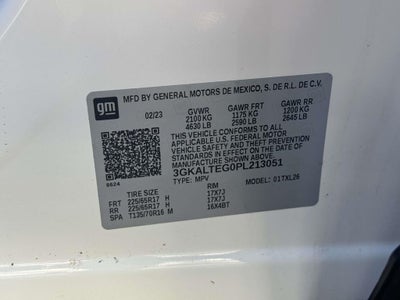 gm MFD BY GENERAL MOTORS DE MEXICO, S. DE R.L. DE C.V.
02/23 GVWR GAWR FRT GAWR RR
2100 KG 1175 KG 1200 KG
4630 LB 2590 LB 2645 LB
THIS VEHICLE CONFORMS TO ALL APPLICABLE
U.S. FEDERAL MOTOR VEHICLE SAFETY AND THEFT
PREVENTION STANDARDS IN EFFECT ON THE DATE OF
MANUFACTURE SHOWN ABOVE.
3GKALTEG0PL213051
TYPE: MPV MODEL: 01TXL26
6624
TIRE SIZE RIM
FRT 225/65R17 H 17X7J
RR 225/65R17 H 17X7J
SPA T135/70R16 M 16X4BT